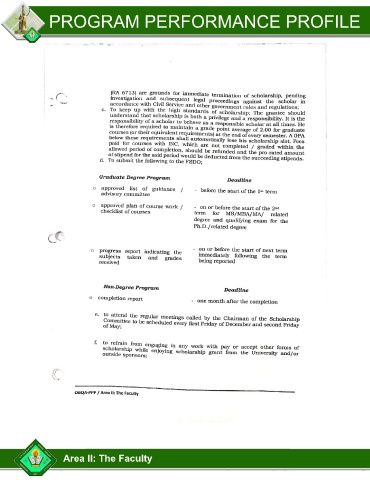 PROGRAM PERFORMANCE PROFILE
(RA 6713) are grounds for immediate termination of scholarship, pending
investigation and subsequent legal proceedings against the scholar in
accordance with Civil Service and other government rules and regulations;
c. To keep up with the high standards of scholarship: The grantee should
understand that scholarship is both a privilege and a responsibility. It is the
responsibility of a scholar to behave as a responsible scholar at all times. He
is therefore required to maintain a grade point average of 2.00 for graduate
courses (or their equivalent requirements) at the end of every semester. A GPA
below these requirements shall automatically lose his scholarship slot. Fees
paid for courses with INC, which are not completed / graded within the
allowed period of completion, should be refunded and the pro rated amount
of stipend for the said period would be deducted from the succeeding stipends.
d. To submit the following to the FSDO;
Graduate Degree Program Deadline
o approved list of guidance / - before the start of the 1st term
advisory committee
o approved plan of course work / - on or before the start of the 2nd
checklist of courses term for MS/MBA/MA/ related
degree and qualifying exam for the
Ph.D./related degree
o progress report indicating the - on or before the start of next term
subjects taken and grades immediately following the term
received being reported
Non-Degree Program Deadline
o completion report - one month after the completion
e. to attend the regular meetings called by the Chairman of the Scholarship
Committee to be scheduled every first Friday of December and second Friday
of May;
f. to refrain from engaging in any work with pay or accept other forms of
scholarship while enjoying scholarship grant from the University and/or
outside sponsors;
OSQA-PPP / Area II: The Faculty
Area II: The Faculty